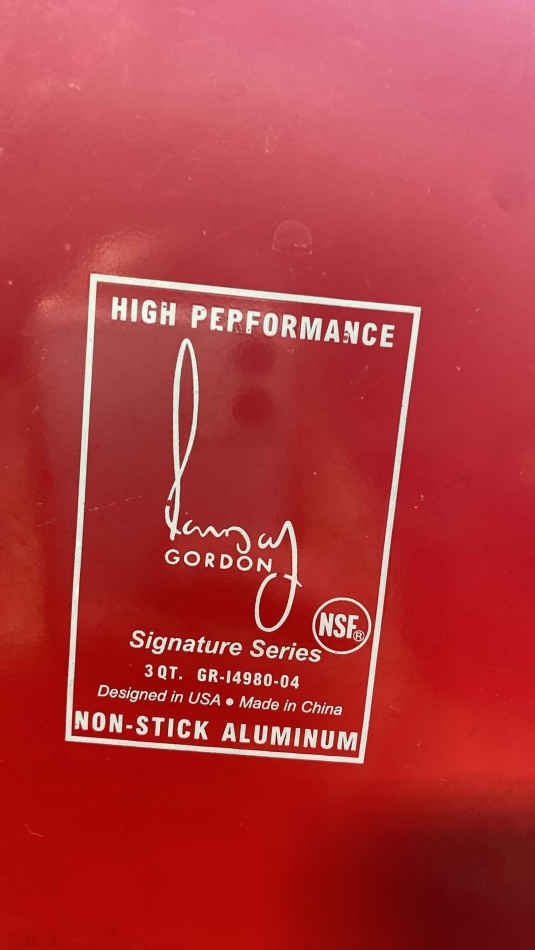 HIGH PERFORMANCE
Ramsay
GORDON
NSF®
Signature Series
3 QT. GR-14980-04
Designed in USA • Made in China
NON-STICK ALUMINUM